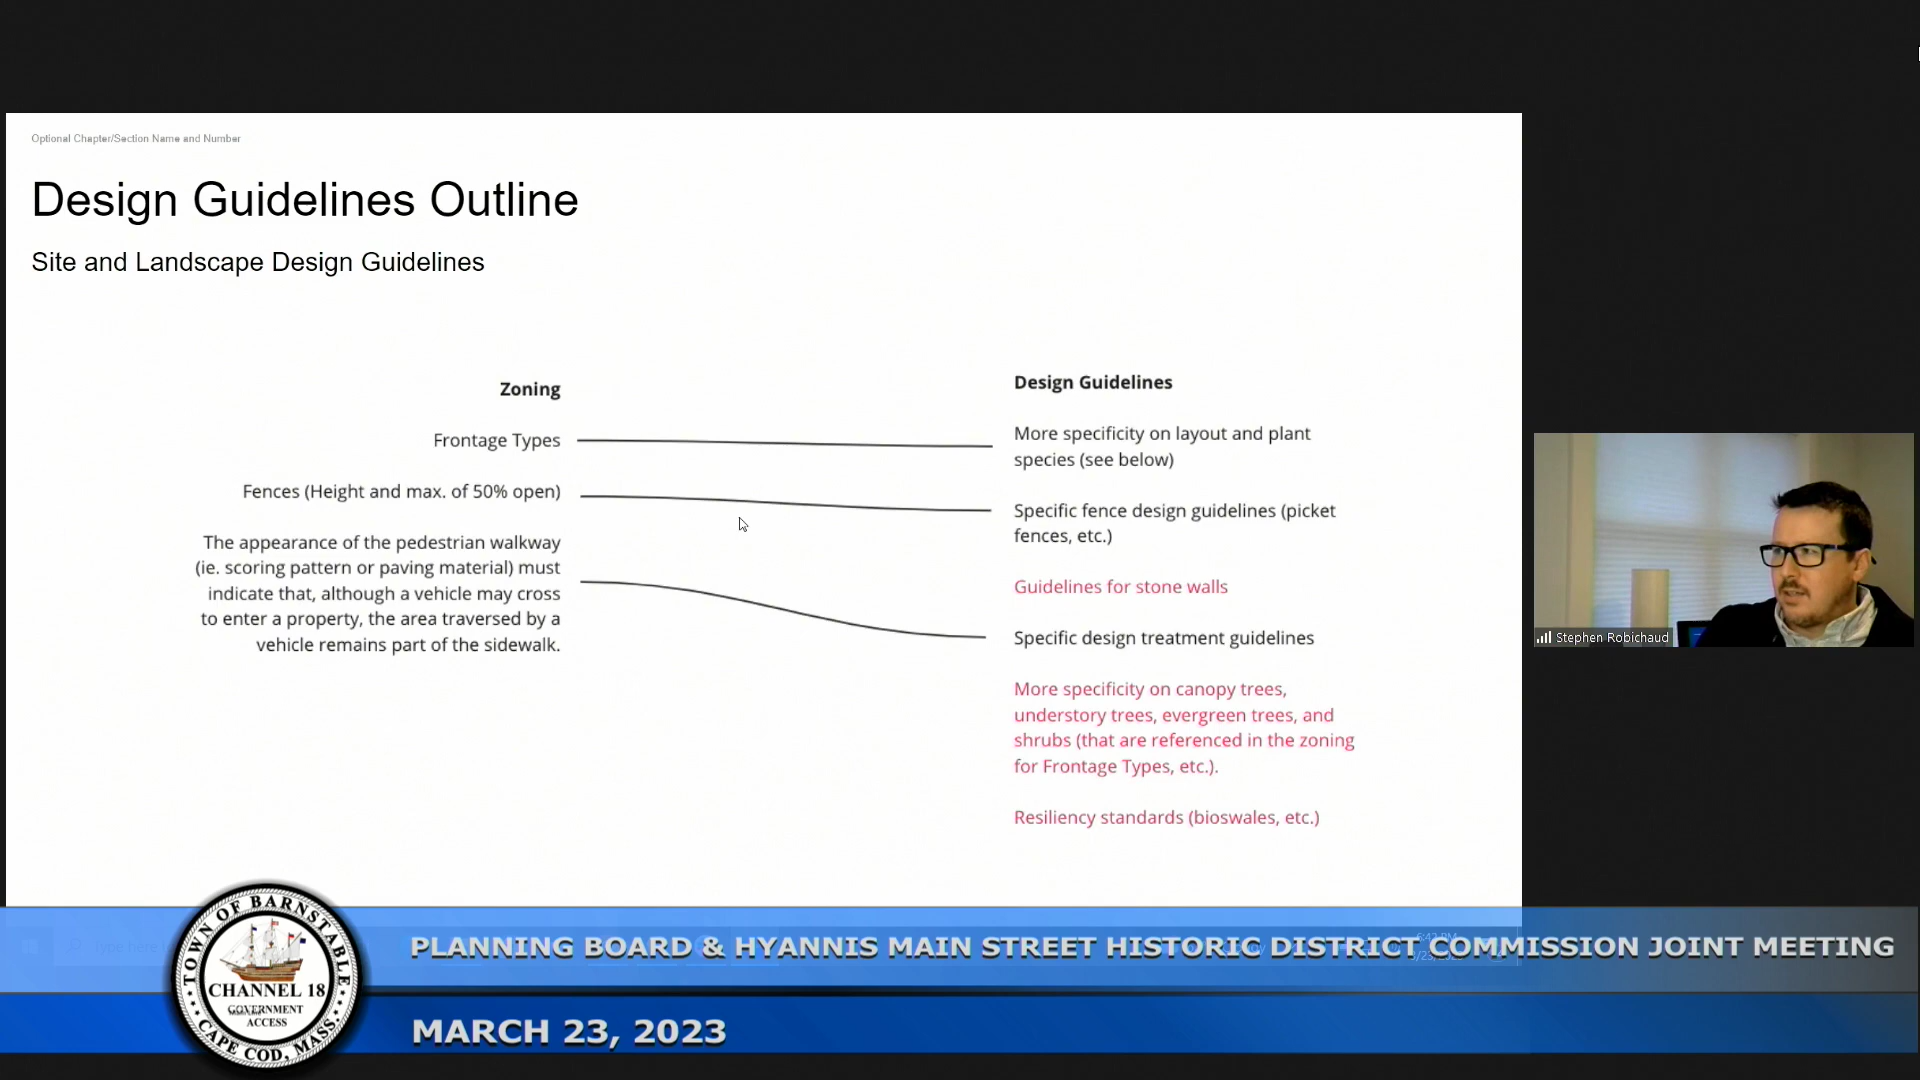 Optional Chapter/Section Name and Number
Design Guidelines Outline
Site and Landscape Design Guidelines
Zoning
Frontage Types
Fences (Height and max. of 50% open)
The appearance of the pedestrian walkway
(ie. scoring pattern or paving material) must
indicate that, although a vehicle may cross
to enter a property, the area traversed by a
vehicle remains part of the sidewalk.
Design Guidelines
More specificity on layout and plant
species (see below)
Specific fence design guidelines (picket
fences, etc.)
Guidelines for stone walls
Specific design treatment guidelines
More specificity on canopy trees,
understory trees, evergreen trees, and
shrubs (that are referenced in the zoning
for Frontage Types, etc.).
Resiliency standards (bioswales, etc.)
Stephen Robichaud
TOWN OF BARNSTABLE
CHANNEL 18
GOVERNMENT
ACCESS
CAPE COD, MASS.
Type here
PLANNING BOARD & HYANNIS MAIN STREET HISTORIC DISTRICT COMMISSION JOINT MEETING
MARCH 23, 2023